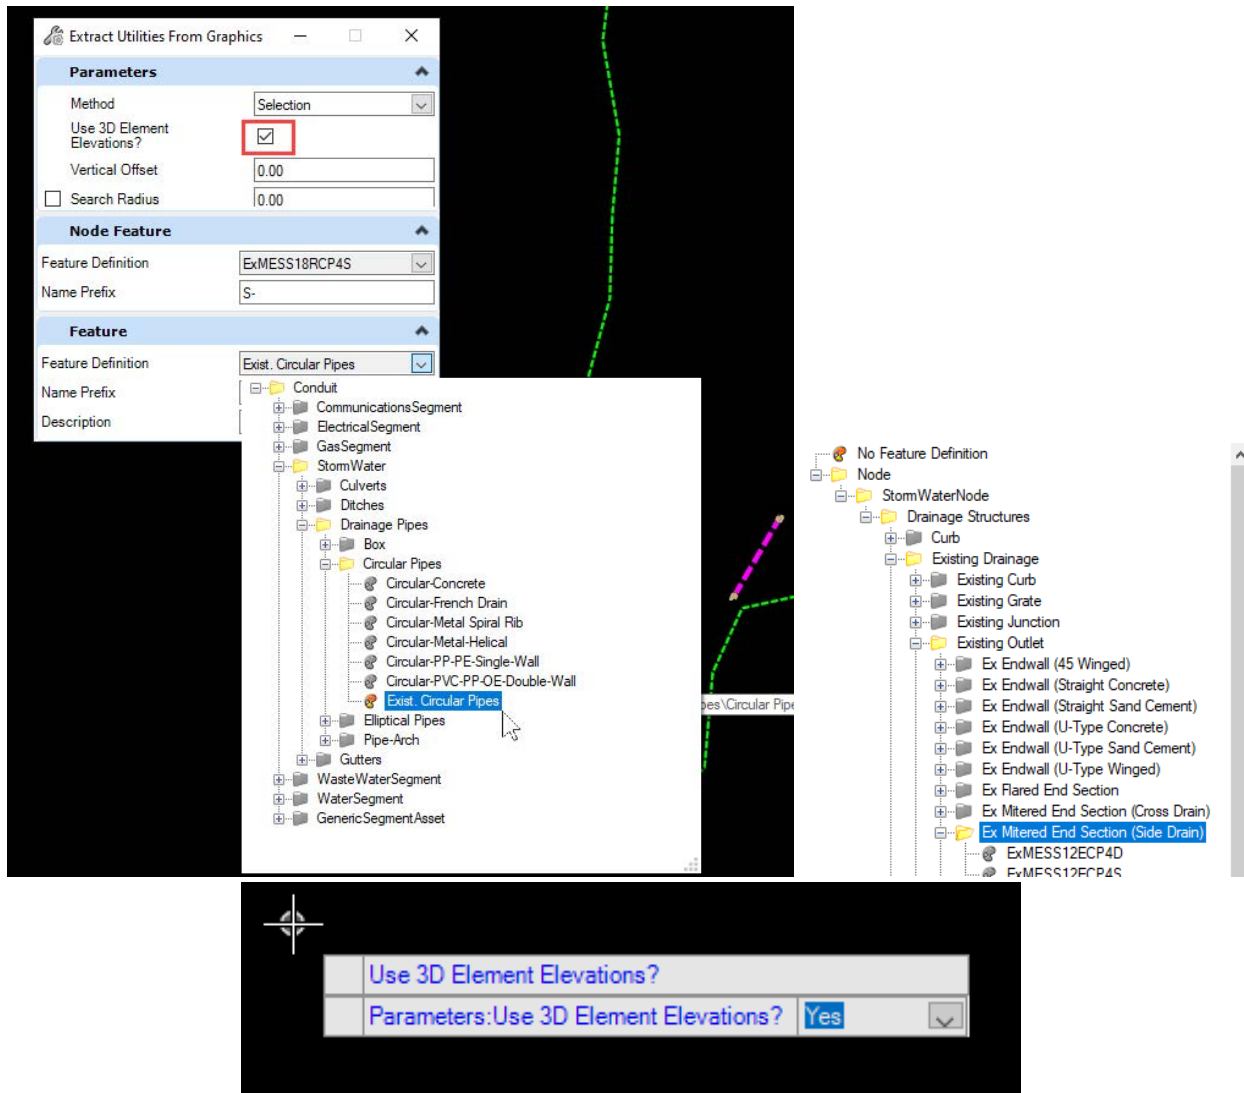 Extract Utilities From Graphics
Parameters
Method
Selection
Use 3D Element
Elevations?
Vertical Offset
0.00
Search Radius
0.00
Node Feature
Feature Definition
ExMESS18RCP4S
Name Prefix
S-
Feature
Feature Definition
Exist. Circular Pipes
Name Prefix
Description
Conduit
CommunicationsSegment
ElectricalSegment
GasSegment
StormWater
Culverts
Ditches
Drainage Pipes
Box
Circular Pipes
Circular-Concrete
Circular-French Drain
Circular-Metal Spiral Rib
Circular-Metal-Helical
Circular-PP-PE-Single-Wall
Circular-PVC-PP-OE-Double-Wall
Exist. Circular Pipes
Elliptical Pipes
Pipe-Arch
Gutters
WasteWaterSegment
WaterSegment
GenericSegmentAsset
pes\Circular Pipe
No Feature Definition
Node
StormWaterNode
Drainage Structures
Curb
Existing Drainage
Existing Curb
Existing Grate
Existing Junction
Existing Outlet
Ex Endwall (45 Winged)
Ex Endwall (Straight Concrete)
Ex Endwall (Straight Sand Cement)
Ex Endwall (U-Type Concrete)
Ex Endwall (U-Type Sand Cement)
Ex Endwall (U-Type Winged)
Ex Flared End Section
Ex Mitered End Section (Cross Drain)
Ex Mitered End Section (Side Drain)
ExMESS12ECP4D
ExMESS12ECP4S
Use 3D Element Elevations?
Parameters:Use 3D Element Elevations? Yes